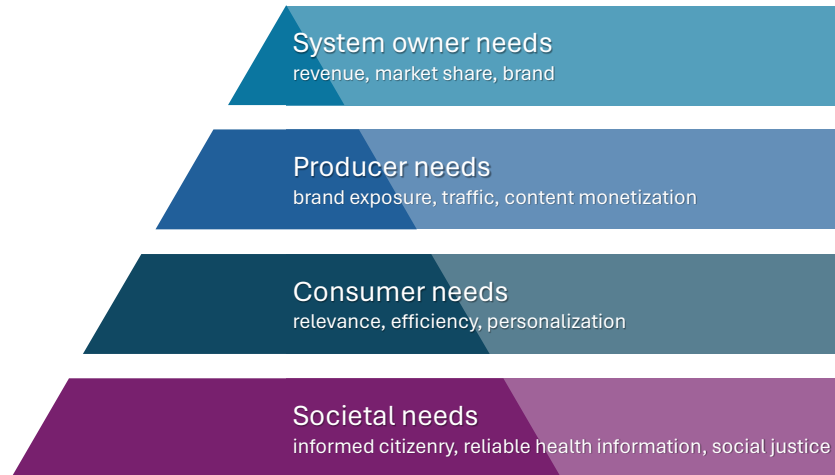 System owner needs
revenue, market share, brand
Producer needs
brand exposure, traffic, content monetization
Consumer needs
relevance, efficiency, personalization
Societal needs
informed citizenry, reliable health information, social justice